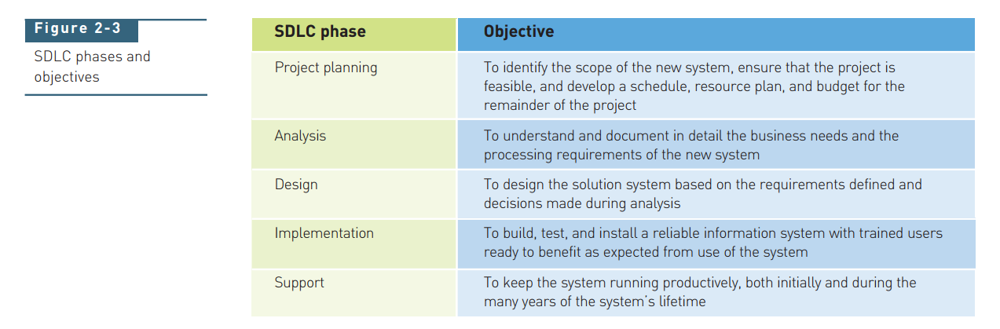 Figure 2-3
SDLC phases and
objectives
SDLC phase
Objective
Project planning
To identify the scope of the new system, ensure that the project is
feasible, and develop a schedule, resource plan, and budget for the
remainder of the project
Analysis
To understand and document in detail the business needs and the
processing requirements of the new system
Design
To design the solution system based on the requirements defined and
decisions made during analysis
Implementation
To build, test, and install a reliable information system with trained users
ready to benefit as expected from use of the system
Support
To keep the system running productively, both initially and during the
many years of the system's lifetime